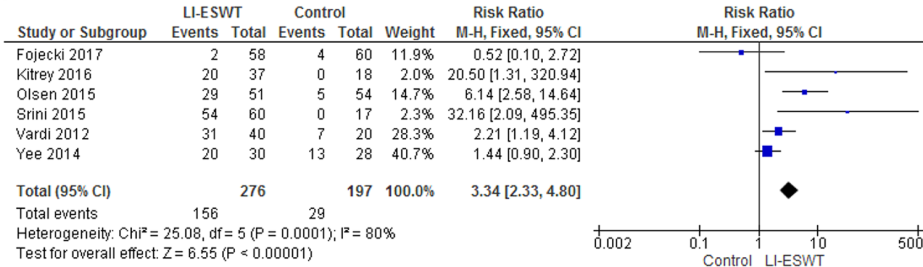 LI-ESWT Control Risk Ratio Risk Ratio
Study or Subgroup Events Total Events Total Weight M-H, Fixed, 95% CI M-H, Fixed, 95% CI
Fojecki 2017 2 58 4 60 11.9% 0.52 [0.10, 2.72]
Kitrey 2016 20 37 0 18 2.0% 20.50 [1.31, 320.94]
Olsen 2015 29 51 5 54 14.7% 6.14 [2.58, 14.64]
Srini 2015 54 60 0 17 2.3% 32.16 [2.09, 495.35]
Vardi 2012 31 40 7 20 28.3% 2.21 [1.19, 4.12]
Yee 2014 20 30 13 28 40.7% 1.44 [0.90, 2.30]
Total (95% CI) 276 197 100.0% 3.34 [2.33, 4.80]
Total events 156 29
Heterogeneity: Chi² = 25.08, df = 5 (P = 0.0001); I² = 80%
Test for overall effect: Z = 6.55 (P < 0.00001)
0.002 0.1 1 10 500
Control LI-ESWT